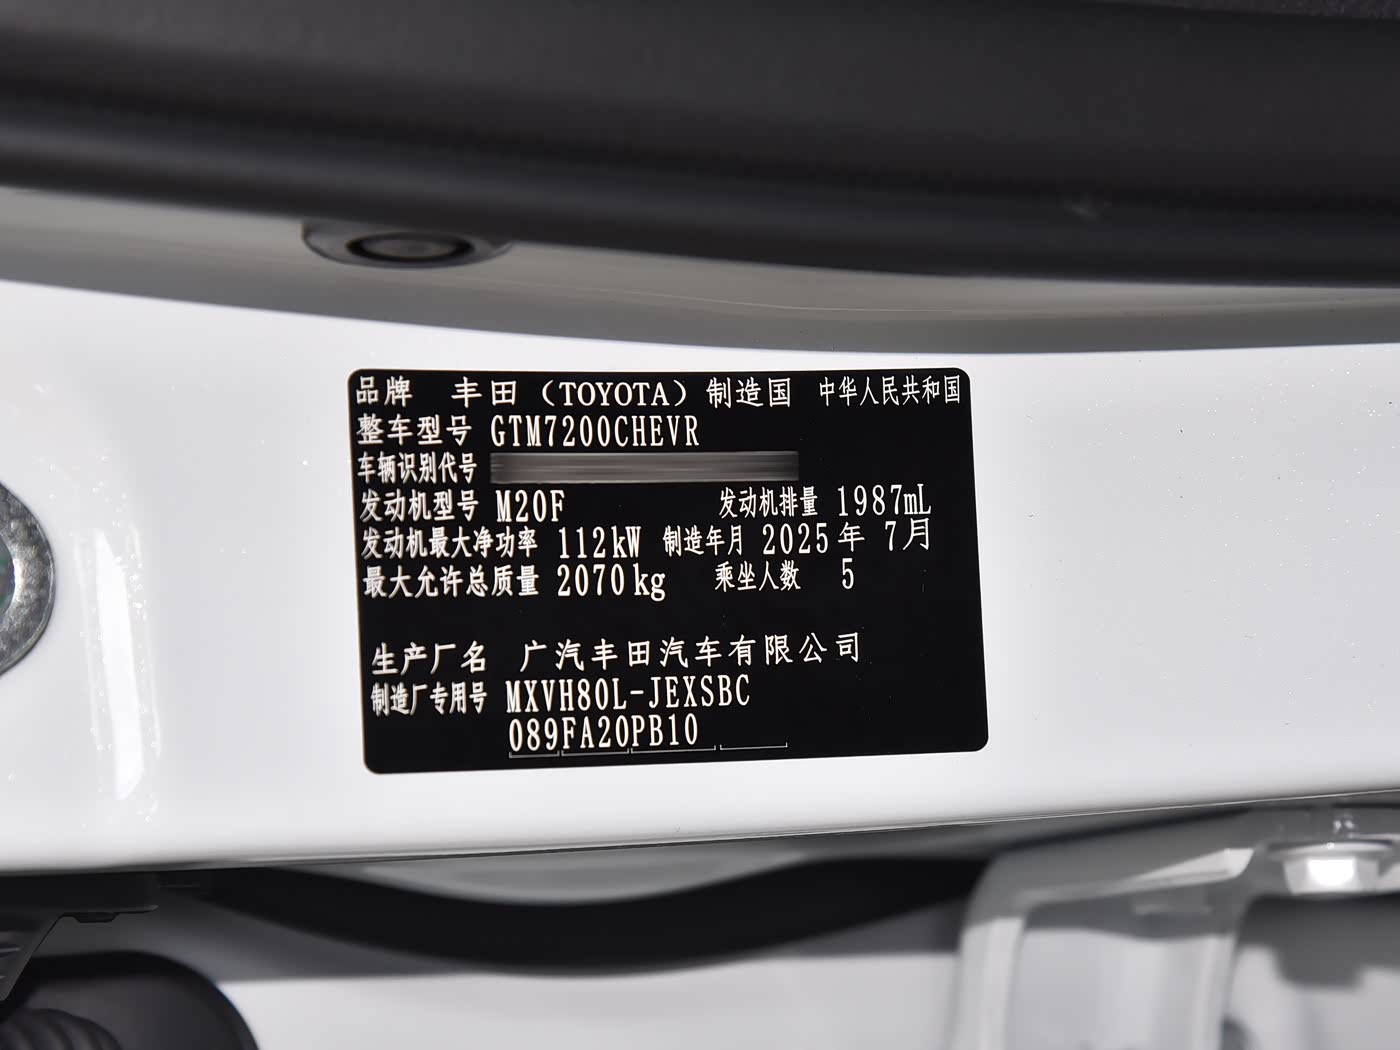 品牌 丰田（TOYOTA）制造国 中华人民共和国
整车型号 GTM7200CHEVR
车辆识别代号
发动机型号 M20F 发动机排量 1987mL
发动机最大净功率 112kW 制造年月 2025年 7月
最大允许总质量 2070kg 乘坐人数 5
生产厂名 广汽丰田汽车有限公司
制造厂专用号 MXVH80L-JEXSBC
089FA20PB10